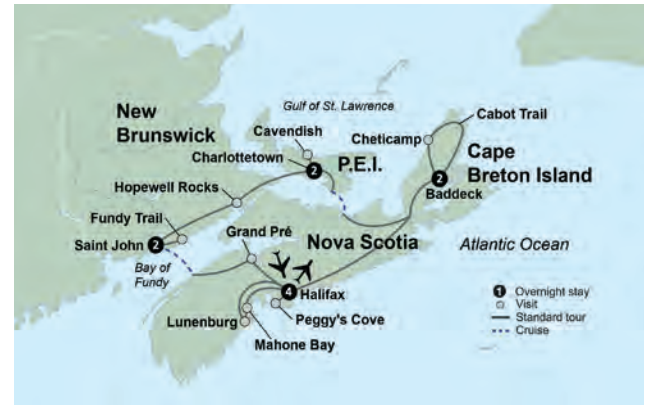 Gulf of St. Lawrence
Cabot Trail
New
Brunswick
Cavendish
Cheticamp
Charlottetown
2
P.E.I.
Cape
Breton Island
2
Baddeck
Hopewell Rocks
Fundy Trail
Saint John
2
Grand Pré
Nova Scotia
Atlantic Ocean
Bay of
Fundy
4
Halifax
Lunenburg
Peggy's Cove
Mahone Bay
1 Overnight stay
Visit
Standard tour
Cruise